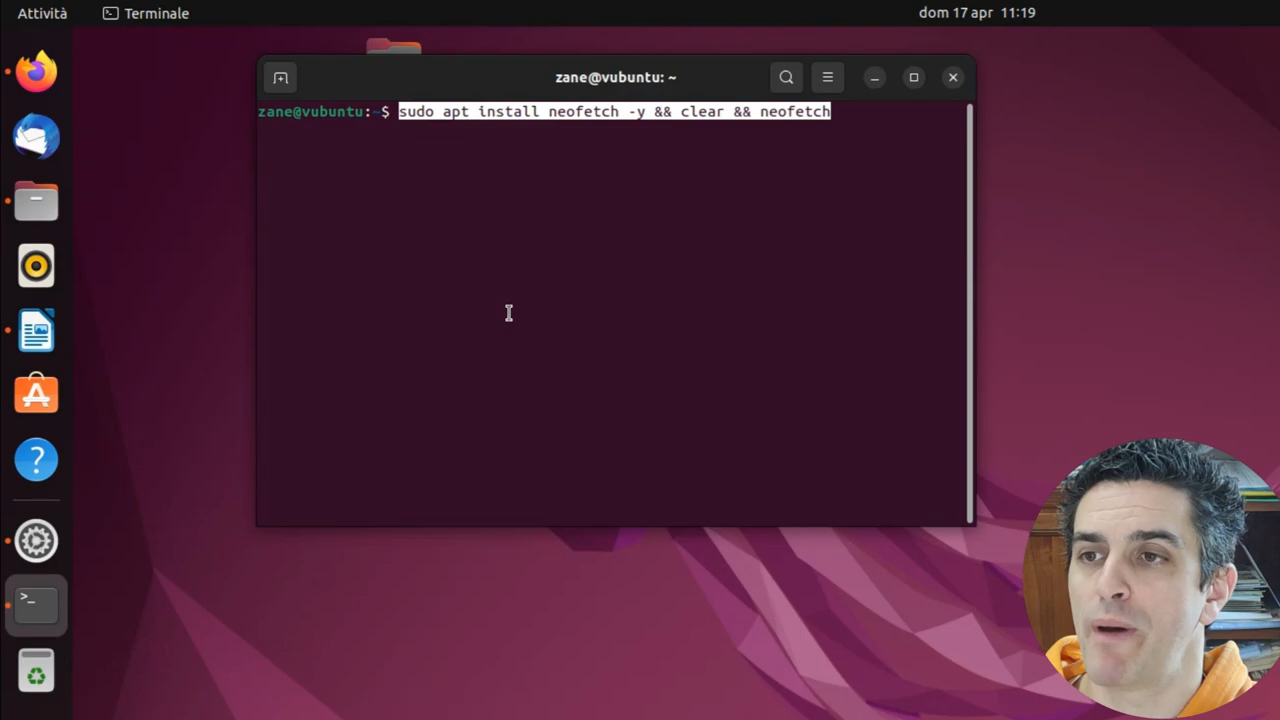 Attività
Terminale
dom 17 apr 11:19
zane@vubuntu: ~
zane@vubuntu:~$ sudo apt install neofetch -y && clear && neofetch